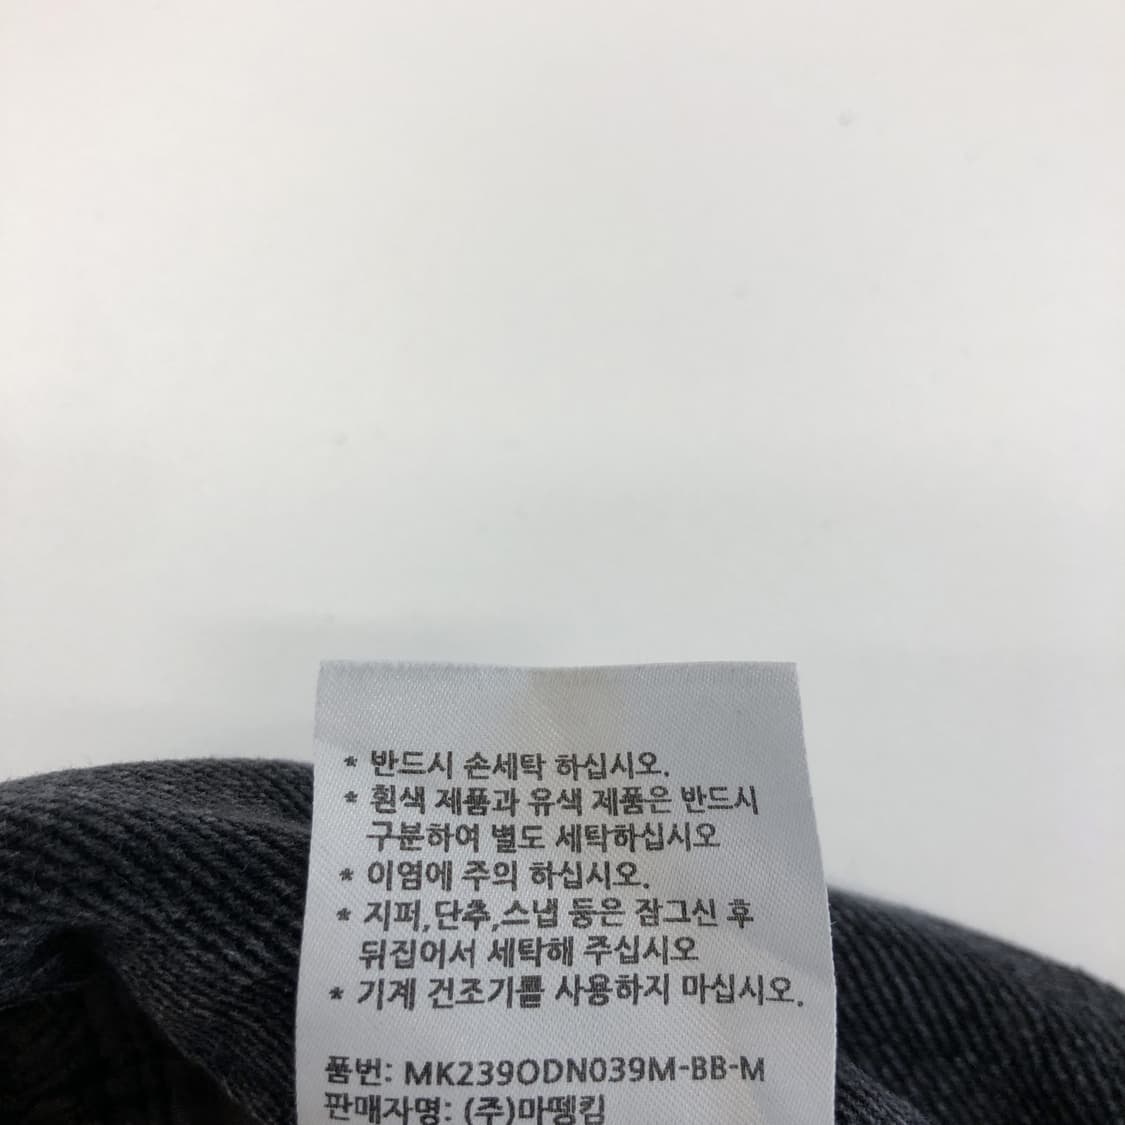 * 반드시 손세탁 하십시오.
* 흰색 제품과 유색 제품은 반드시
구분하여 별도 세탁하십시오
* 이염에 주의 하십시오.
* 지퍼,단추,스냅 등은 잠그신 후
뒤집어서 세탁해 주십시오
* 기계 건조기를 사용하지 마십시오.
품번: MK239ODN039M-BB-M
판매자명: (주)마뗑킴